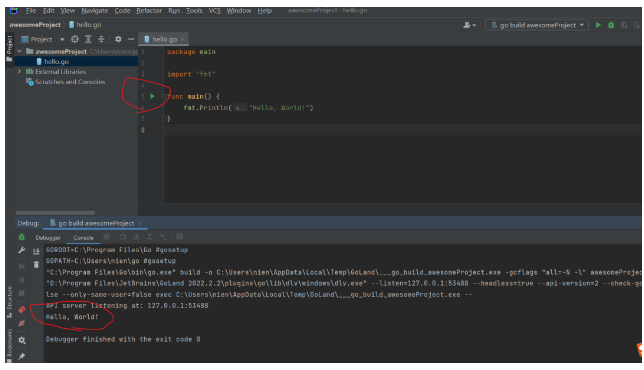 File Edit View Navigate Code Refactor Run Tools VCS Window Help awesomeProject - hello.go
awesomeProject hello.go
go build awesomeProject
Project
hello.go
awesomeProject
hello.go
External Libraries
Scratches and Consoles
1 package main
2
3 import "fmt"
4
5 func main() {
6 fmt.Println( a...: "Hello, World!")
7 }
8
Debug: go build awesomeProject
Debugger Console
GOROOT=C:\Program Files\Go #gosetup
GOPATH=C:\Users\nien\go #gosetup
"C:\Program Files\Go\bin\go.exe" build -o C:\Users\nien\AppData\Local\Temp\GoLand\___go_build_awesomeProject.exe -gcflags "all=-N -l" awesomeProject
"D:\Program Files\JetBrains\GoLand 2022.2.2\plugins\go\lib\dlv\windows\dlv.exe" --listen=127.0.0.1:53488 --headless=true --api-version=2 --check-go
lse --only-same-user=false exec C:\Users\nien\AppData\Local\Temp\GoLand\___go_build_awesomeProject.exe --
API server listening at: 127.0.0.1:53488
Hello, World!
Debugger finished with the exit code 0
Project
Structure
Bookmarks